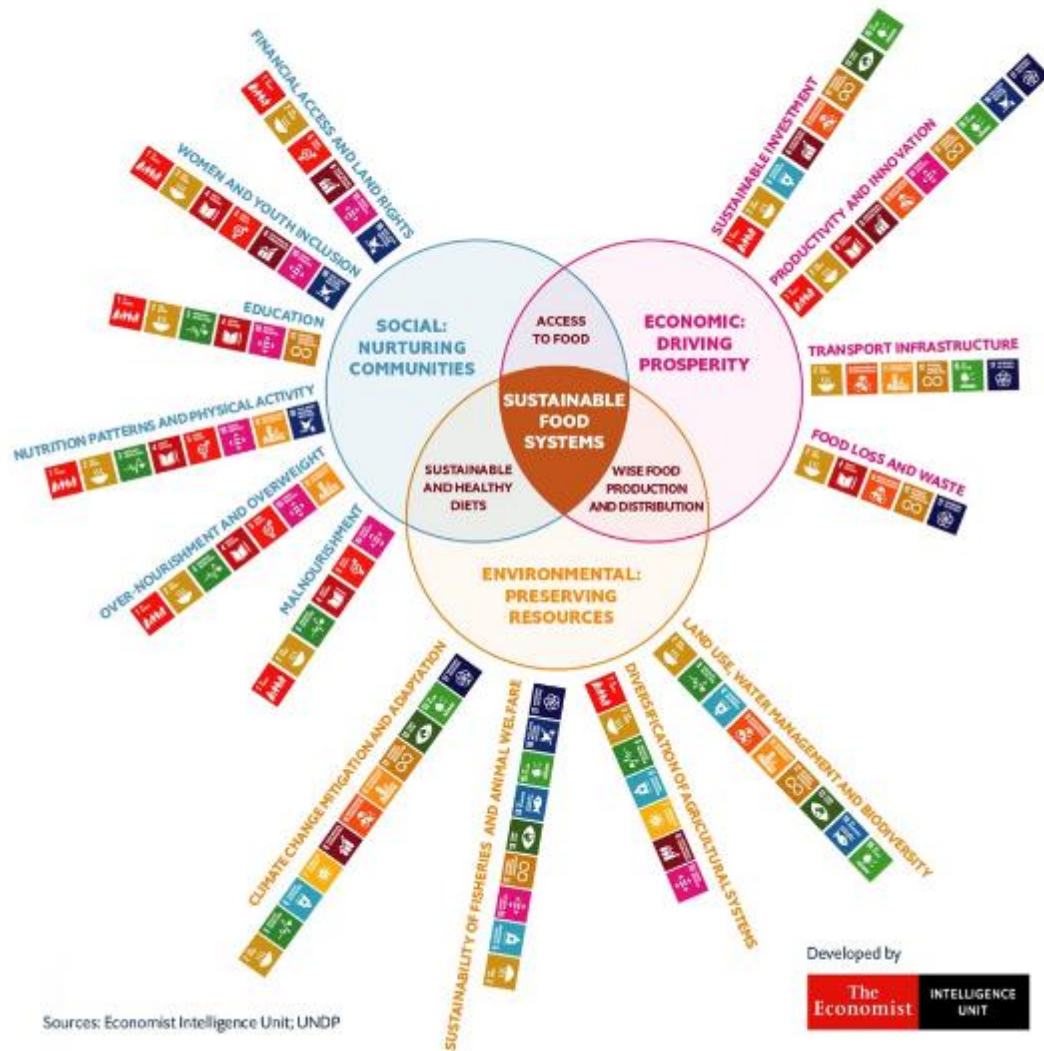 FINANCIAL ACCESS AND LAND RIGHTS
WOMEN AND YOUTH INCLUSION
EDUCATION
NUTRITION PATTERNS AND PHYSICAL ACTIVITY
OVER-NOURISHMENT AND OVERWEIGHT
MALNOURISHMENT
SUSTAINABLE INVESTMENT
PRODUCTIVITY AND INNOVATION
TRANSPORT INFRASTRUCTURE
FOOD LOSS AND WASTE
SOCIAL:
NURTURING
COMMUNITIES
ACCESS
TO FOOD
ECONOMIC:
DRIVING
PROSPERITY
SUSTAINABLE
FOOD
SYSTEMS
SUSTAINABLE
AND HEALTHY
DIETS
WISE FOOD
PRODUCTION
AND DISTRIBUTION
ENVIRONMENTAL:
PRESERVING
RESOURCES
CLIMATE CHANGE MITIGATION AND ADAPTATION
SUSTAINABILITY OF FISHERIES AND ANIMAL WELFARE
DIVERSIFICATION OF AGRICULTURAL SYSTEMS
LAND USE, WATER MANAGEMENT AND BIODIVERSITY
Developed by
The
Economist
INTELLIGENCE
UNIT
Sources: Economist Intelligence Unit; UNDP